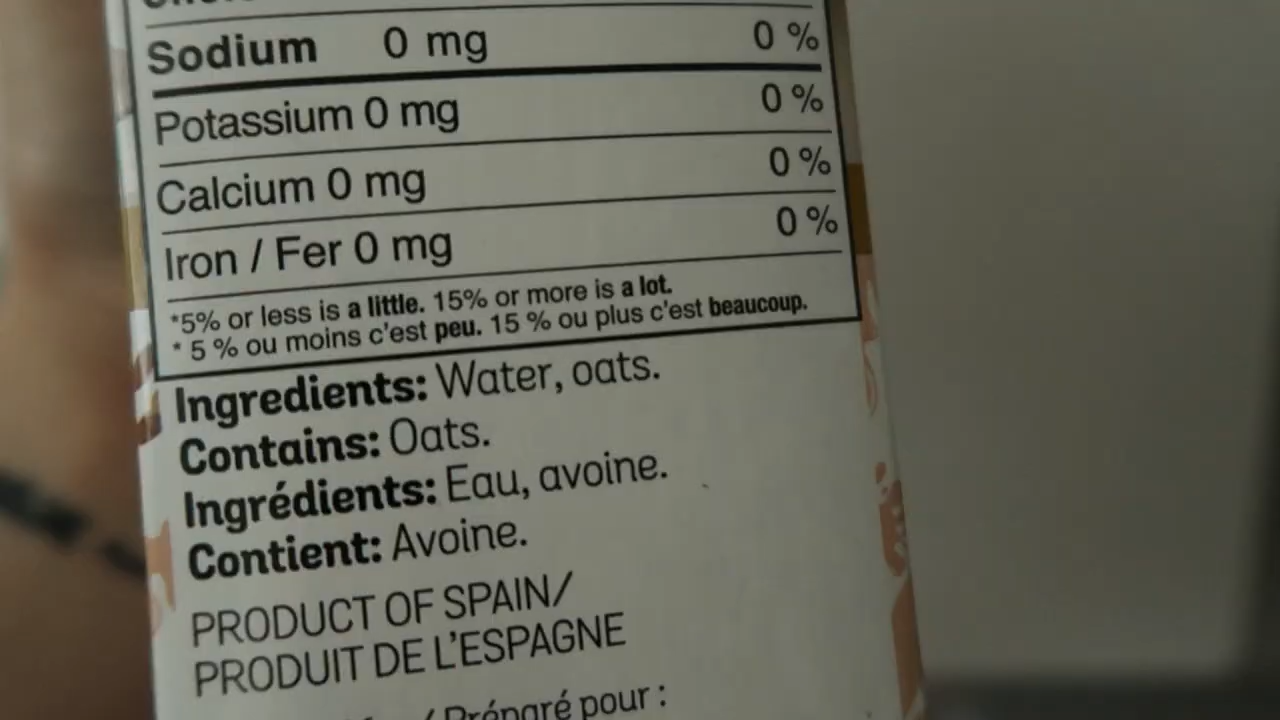 Sodium 0 mg 0 %
Potassium 0 mg 0 %
Calcium 0 mg 0 %
Iron / Fer 0 mg 0 %
*5% or less is a little. 15% or more is a lot.
* 5 % ou moins c'est peu. 15 % ou plus c'est beaucoup.
Ingredients: Water, oats.
Contains: Oats.
Ingrédients: Eau, avoine.
Contient: Avoine.
PRODUCT OF SPAIN/
PRODUIT DE L'ESPAGNE
/ Préparé pour :